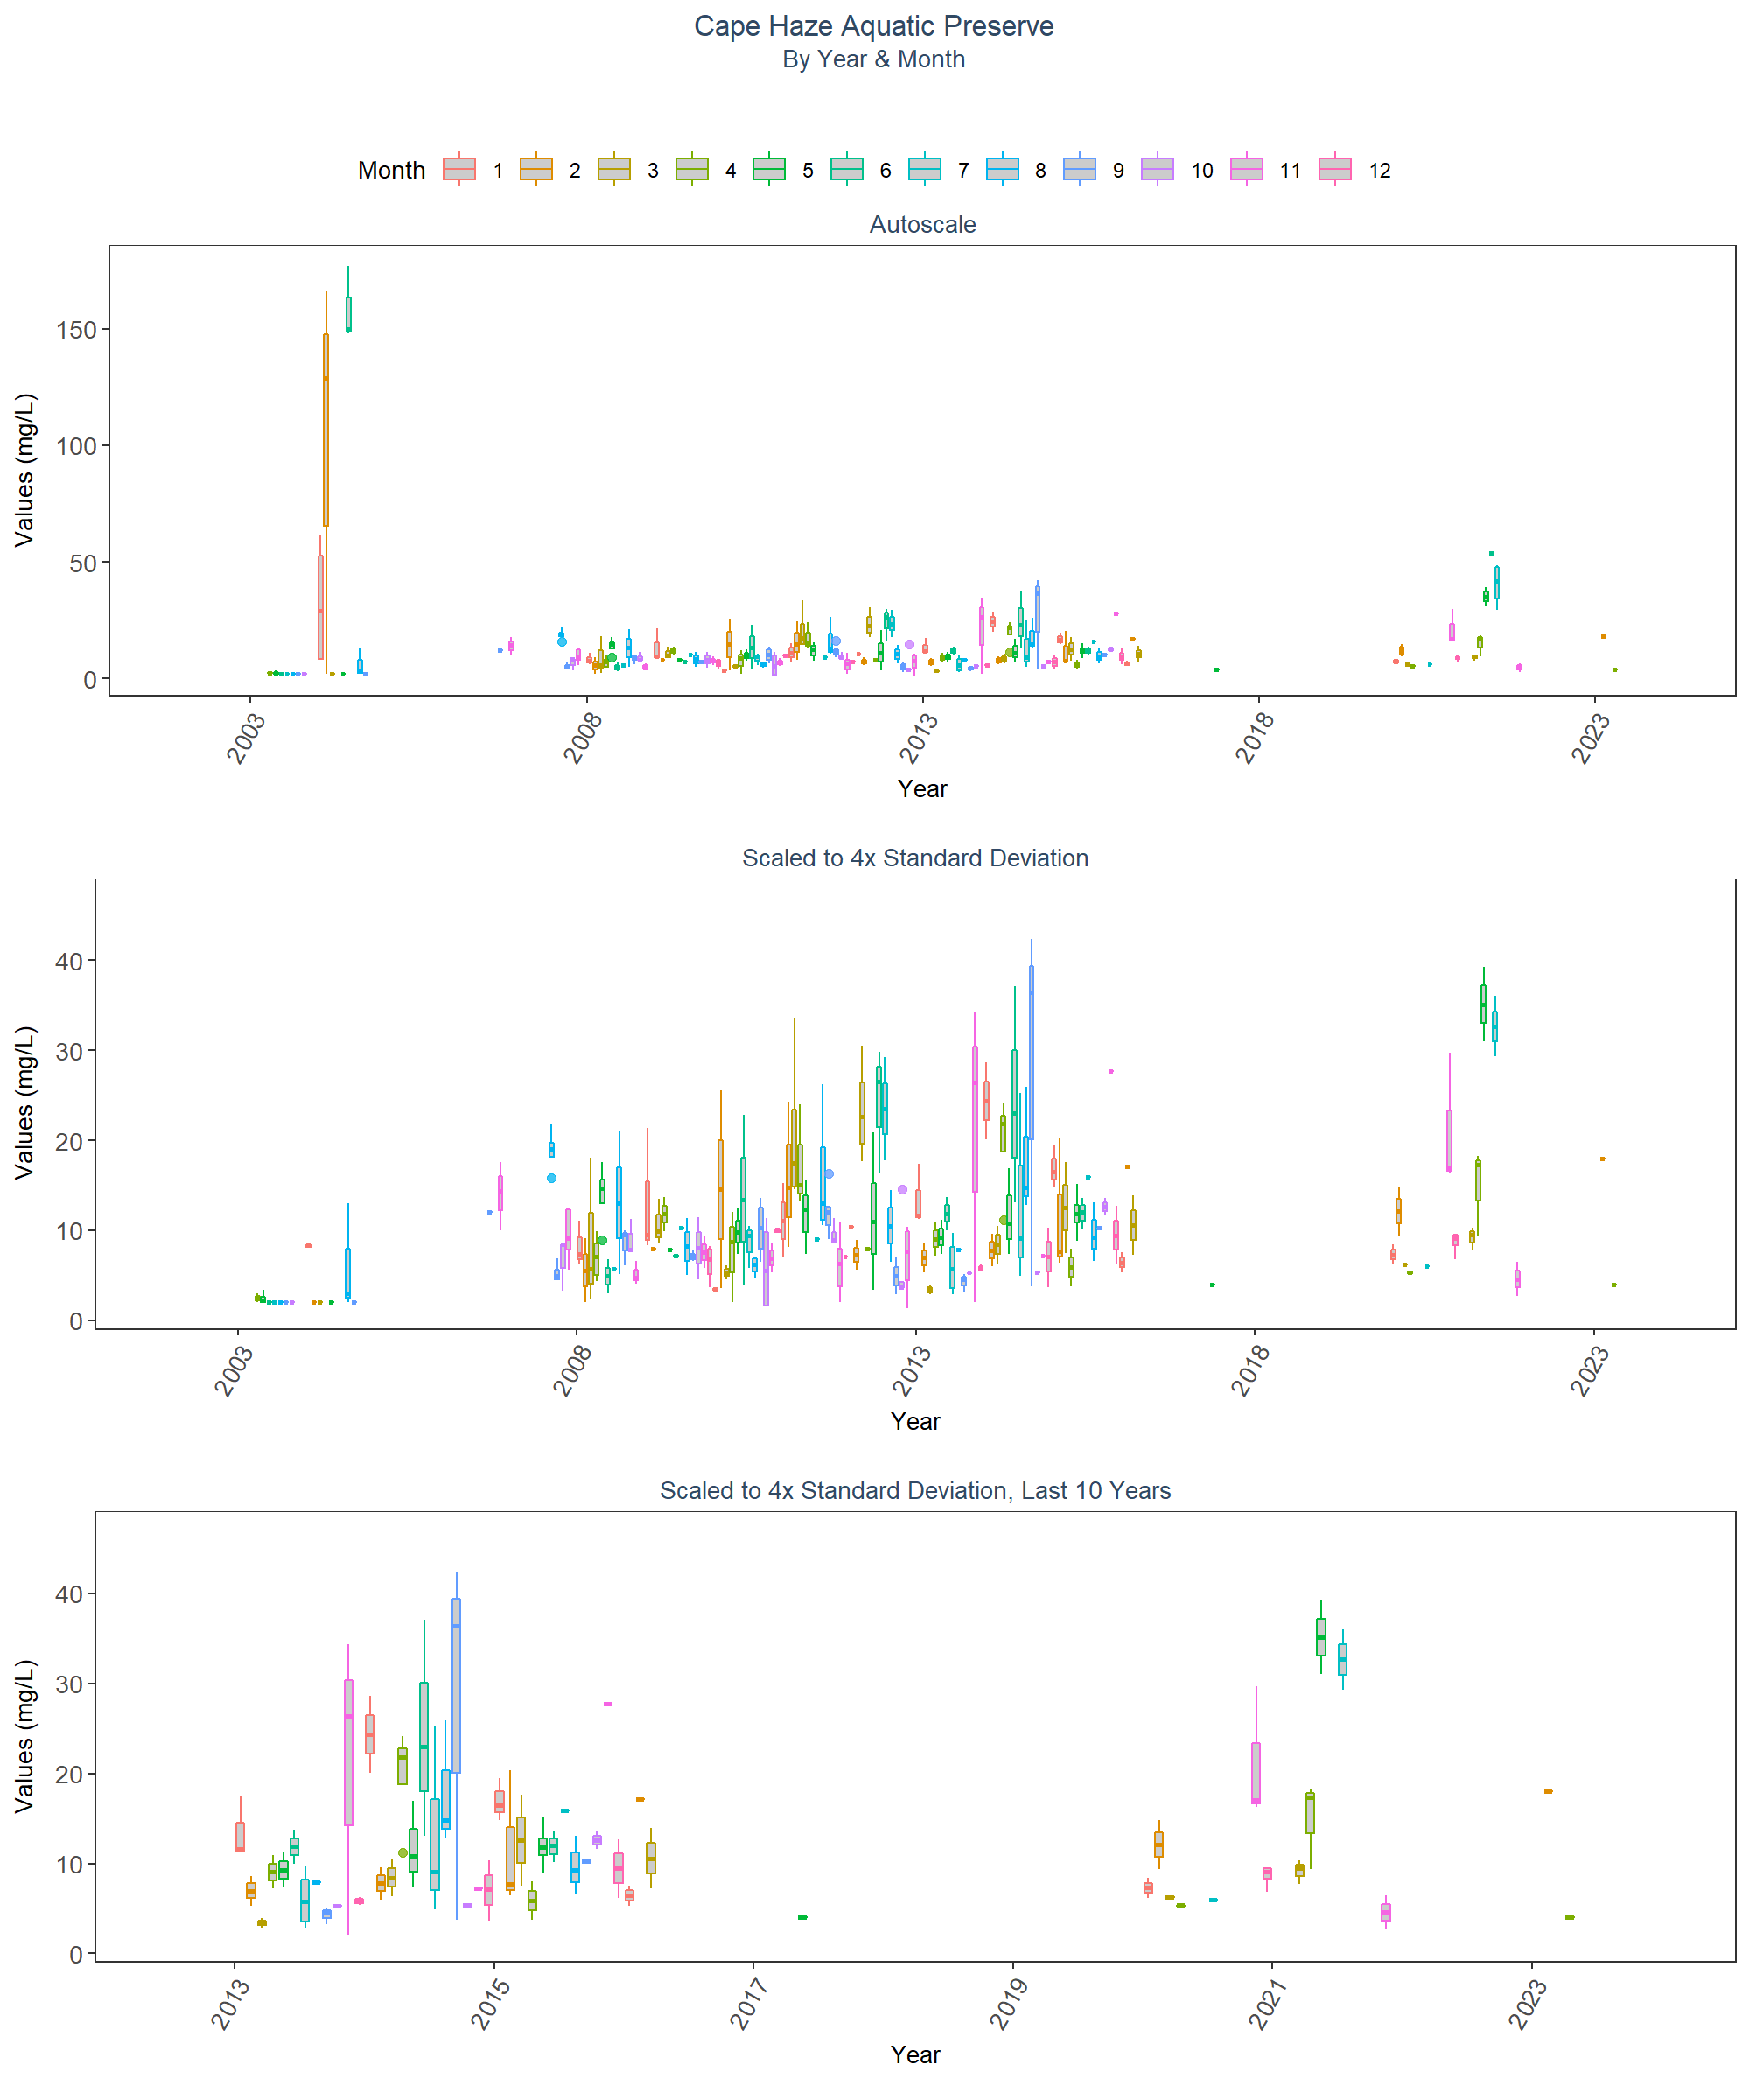 Cape Haze Aquatic Preserve
By Year & Month
Month 1 2 3 4 5 6 7 8 9 10 11 12
Autoscale
Values (mg/L)
150
100
50
0
2003 2008 2013 2018 2023
Year
Scaled to 4x Standard Deviation
Values (mg/L)
40
30
20
10
0
2003 2008 2013 2018 2023
Year
Scaled to 4x Standard Deviation, Last 10 Years
Values (mg/L)
40
30
20
10
0
2013 2015 2017 2019 2021 2023
Year